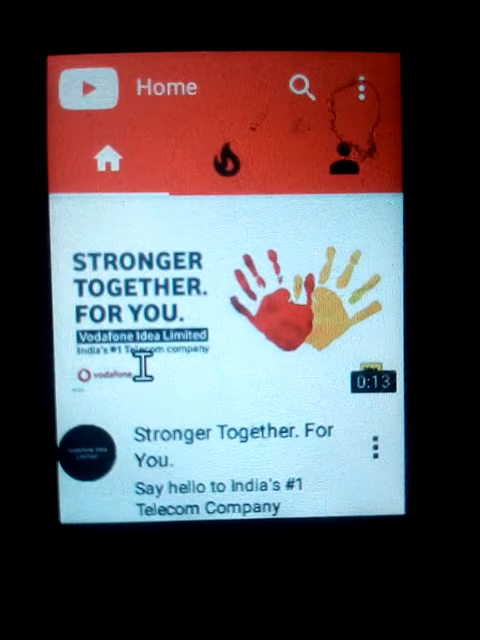 Home
STRONGER
TOGETHER.
FOR YOU.
Vodafone Idea Limited
India's #1 Telecom company
vodafone
0:13
Stronger Together. For
You.
Say hello to India's #1
Telecom Company